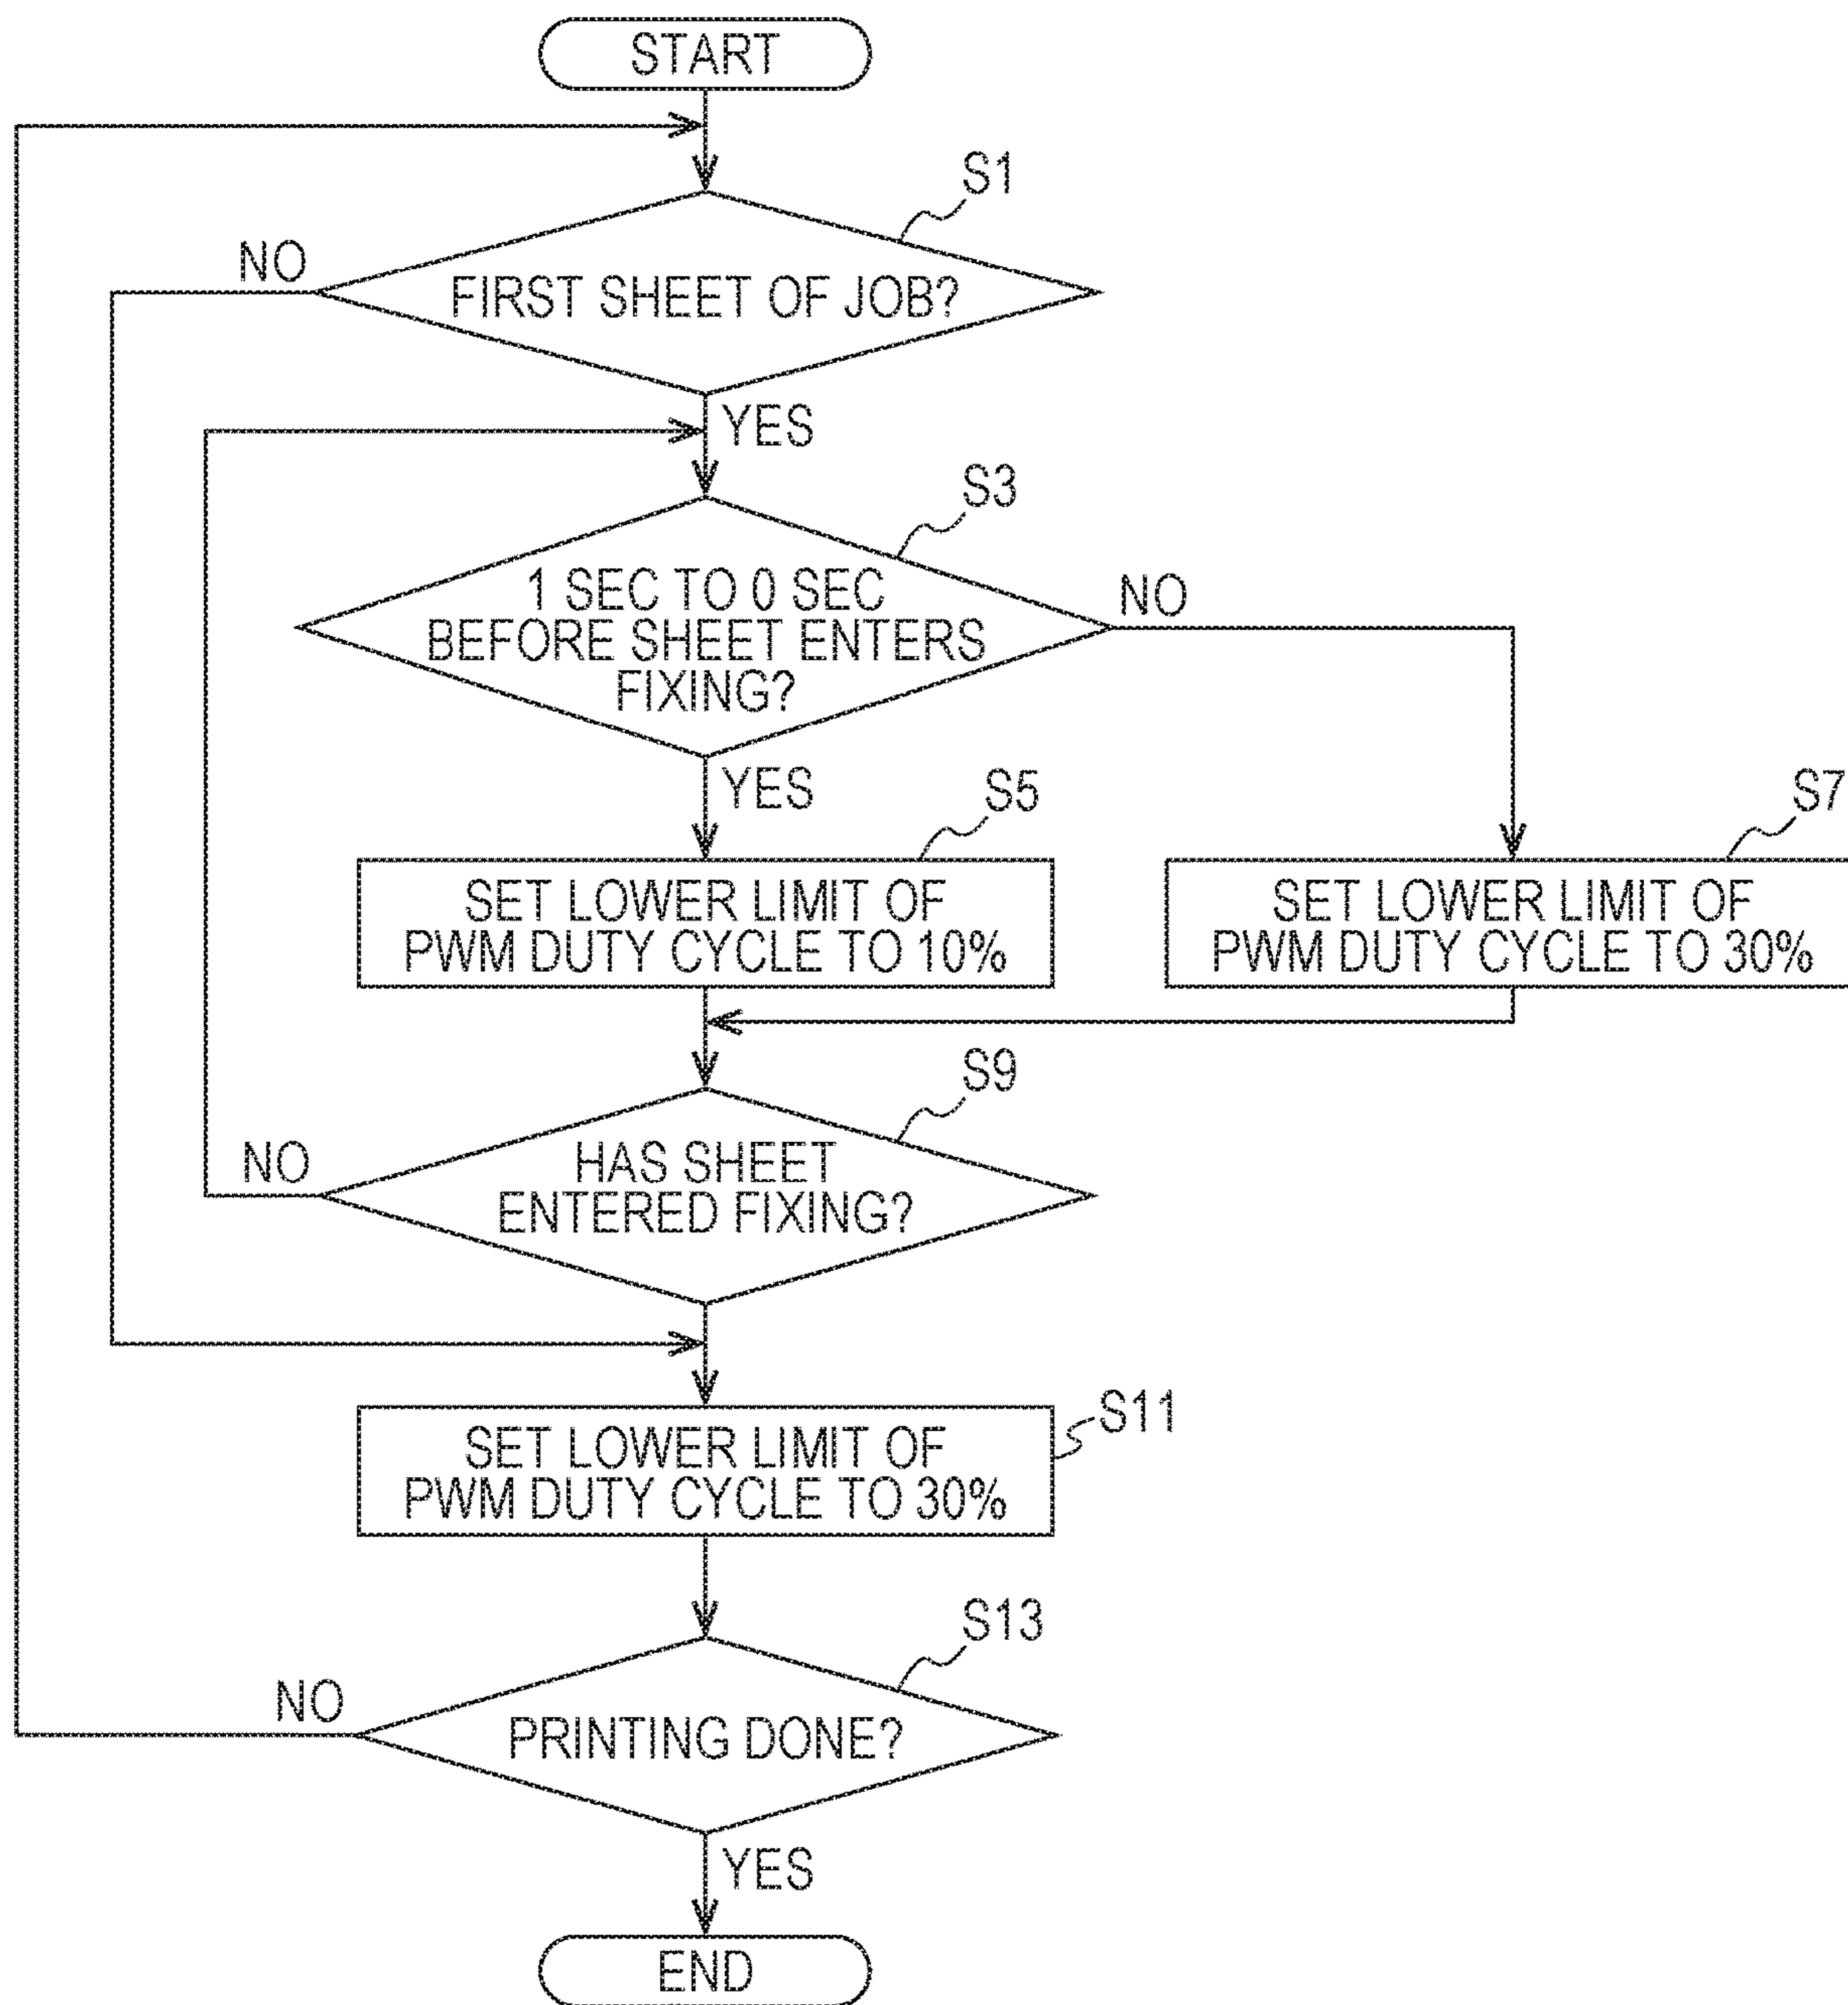 START
S1
NO
FIRST SHEET OF JOB?
YES
S3
1 SEC TO 0 SEC
BEFORE SHEET ENTERS
FIXING?
NO
YES
S5
S7
SET LOWER LIMIT OF
PWM DUTY CYCLE TO 10%
SET LOWER LIMIT OF
PWM DUTY CYCLE TO 30%
S9
NO
HAS SHEET
ENTERED FIXING?
S11
SET LOWER LIMIT OF
PWM DUTY CYCLE TO 30%
S13
NO
PRINTING DONE?
YES
END